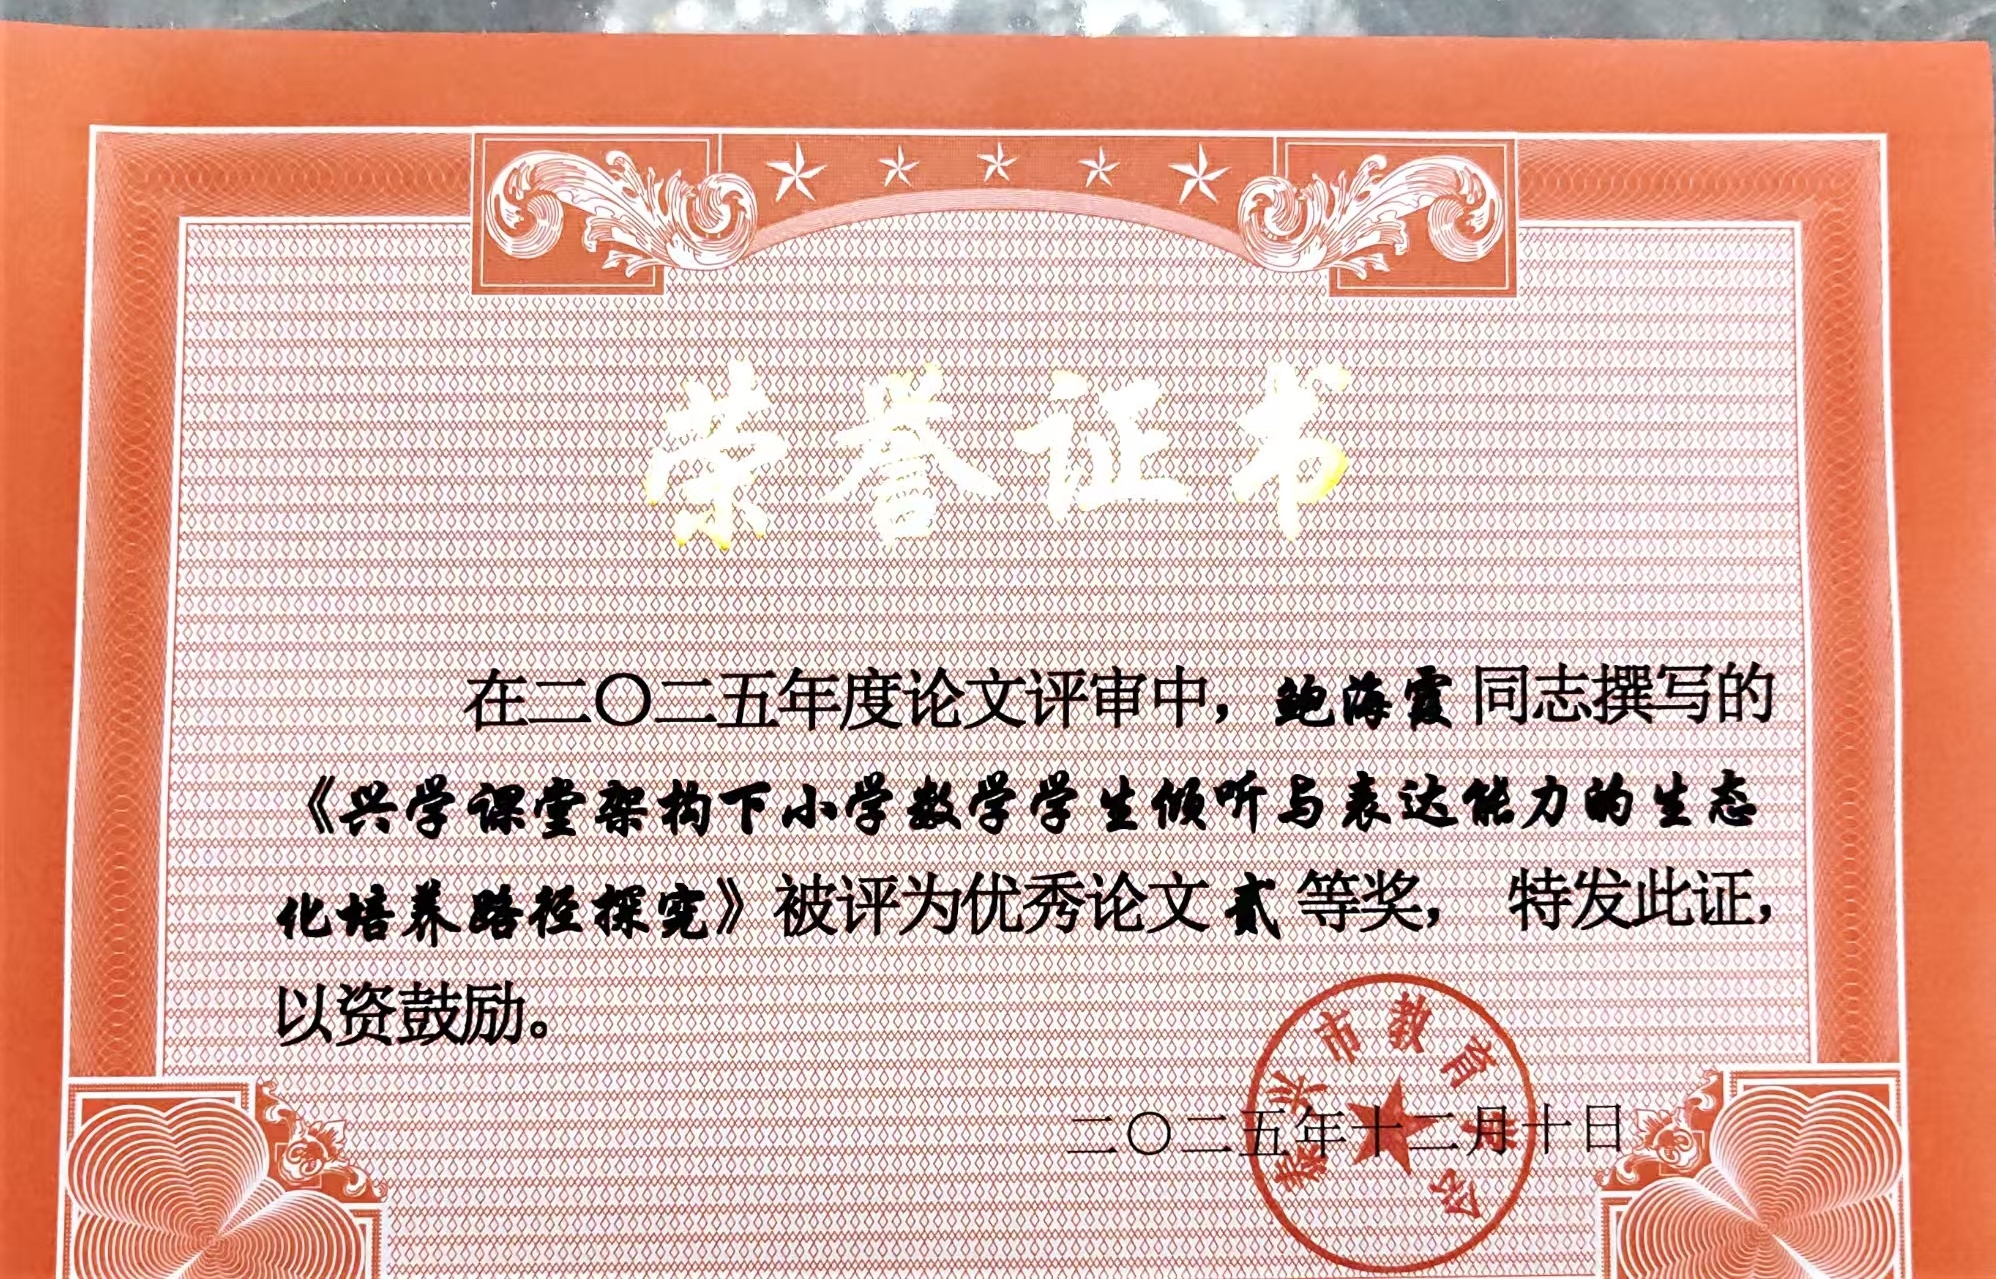 荣誉证书
在二〇二五年度论文评审中，鲍海霞同志撰写的
《兴学课堂架构下小学数学学生倾听与表达能力的生态
化培养路径探究》被评为优秀论文贰等奖， 特发此证，
以资鼓励。
泰兴市教育学会
二〇二五年十二月十日